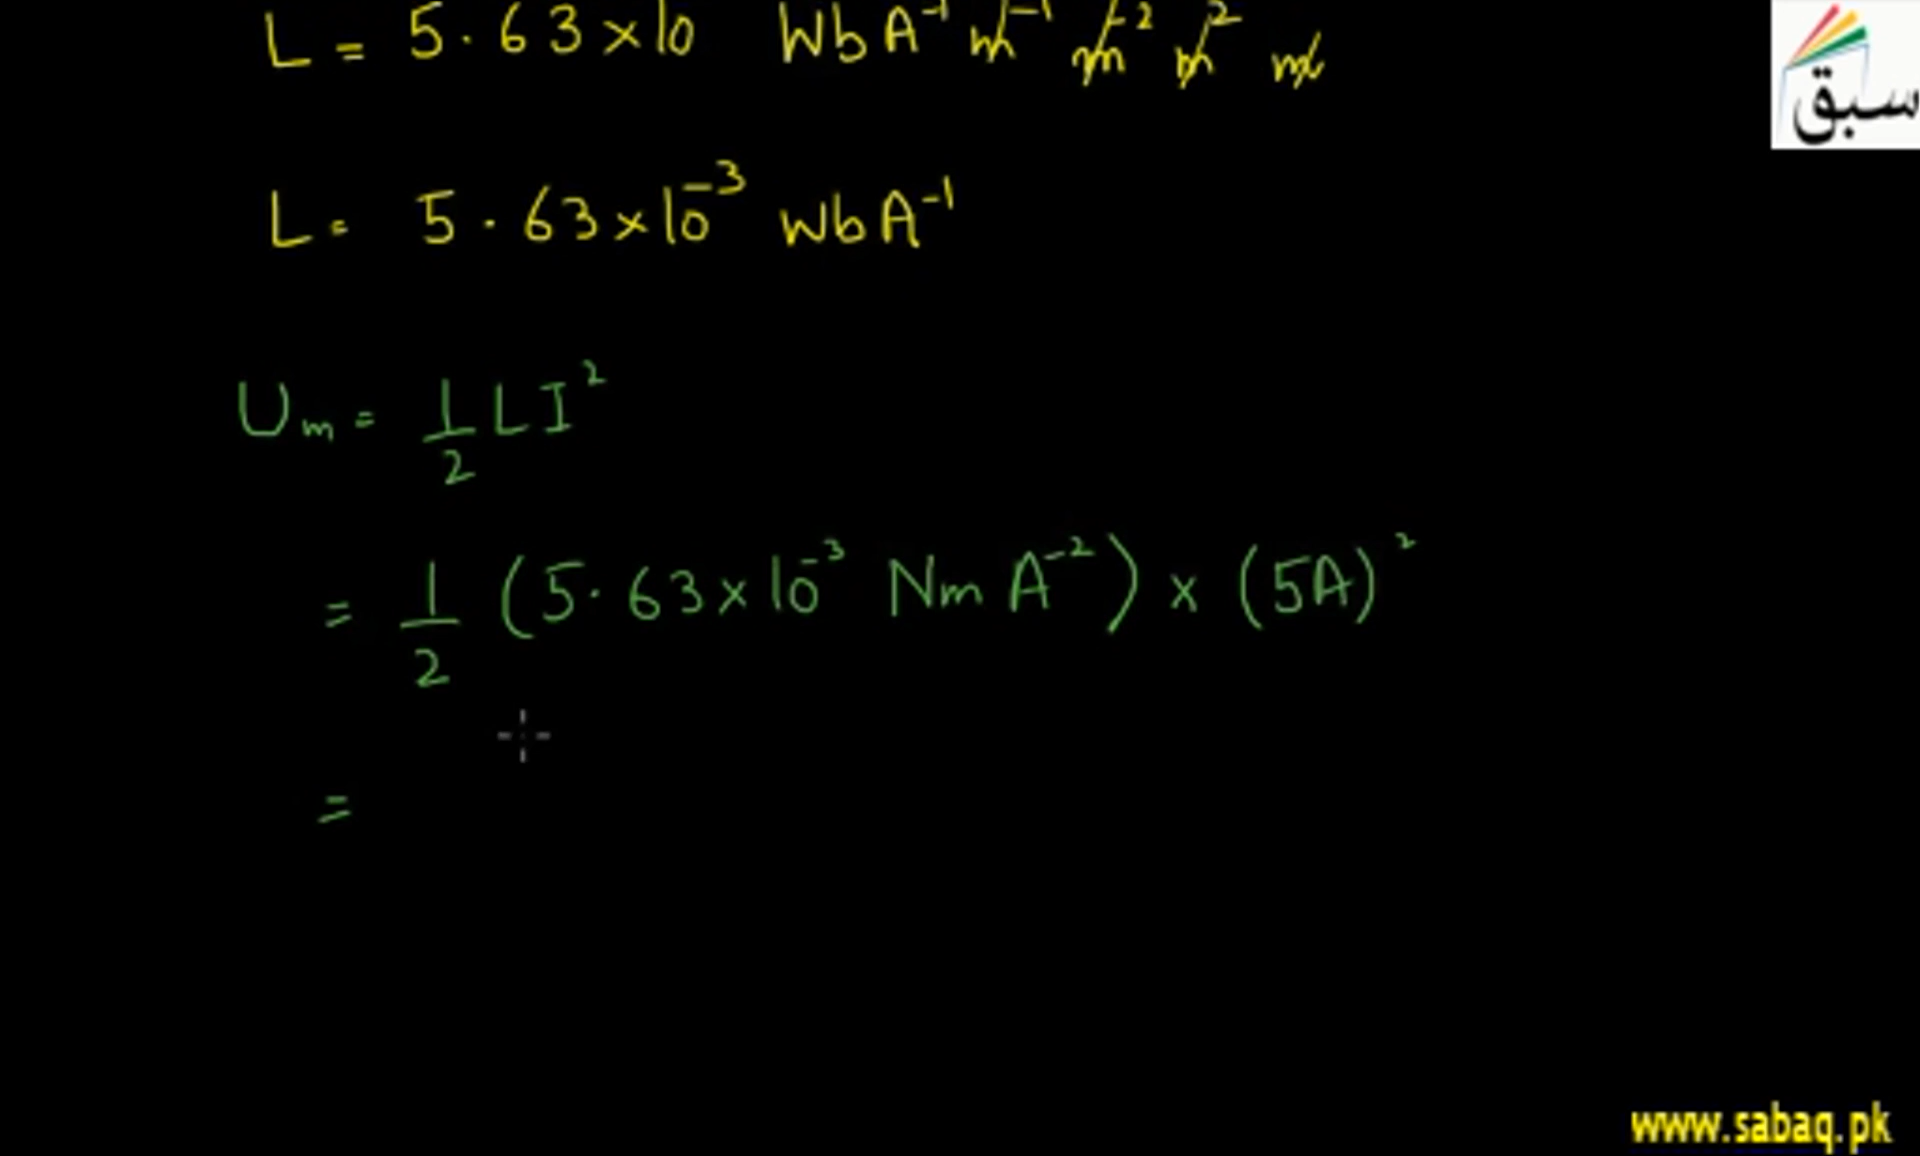 L = 5.63×10 WbA⁻¹ m⁻¹ m⁻² m² m
سبق
L = 5.63×10⁻³ WbA⁻¹
Uₘ = 1/2 LI²
= 1/2 (5.63×10⁻³ NmA⁻²) × (5A)²
=
www.sabaq.pk